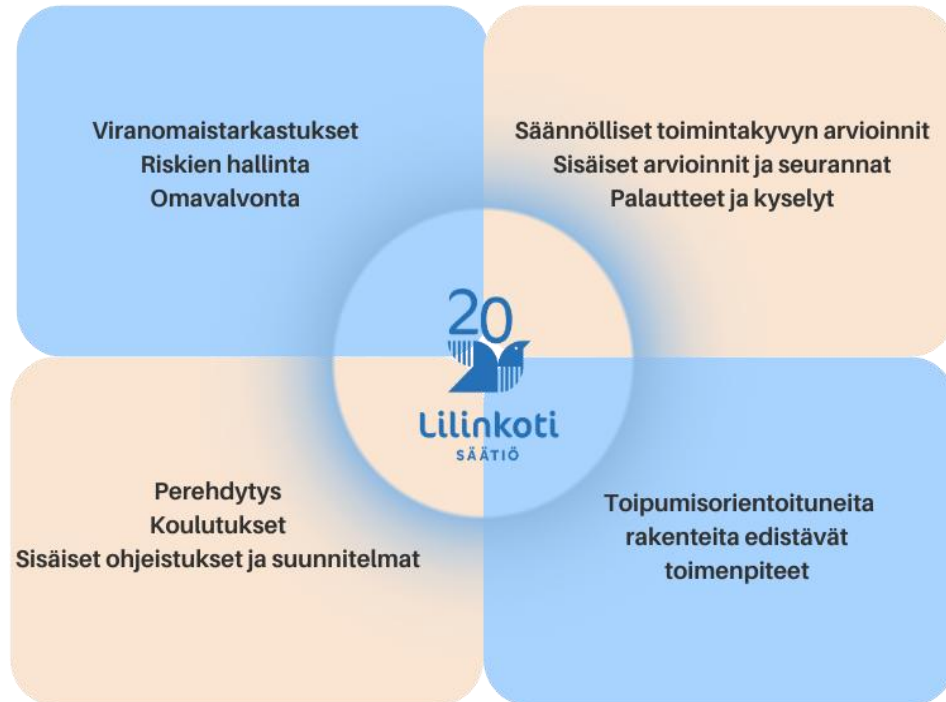 Viranomaistarkastukset
Riskien hallinta
Omavalvonta
Säännölliset toimintakyvyn arvioinnit
Sisäiset arvioinnit ja seurannat
Palautteet ja kyselyt
20
Lilinkoti
SÄÄTIÖ
Perehdytys
Koulutukset
Sisäiset ohjeistukset ja suunnitelmat
Toipumisorientoituneita
rakenteita edistävät
toimenpiteet